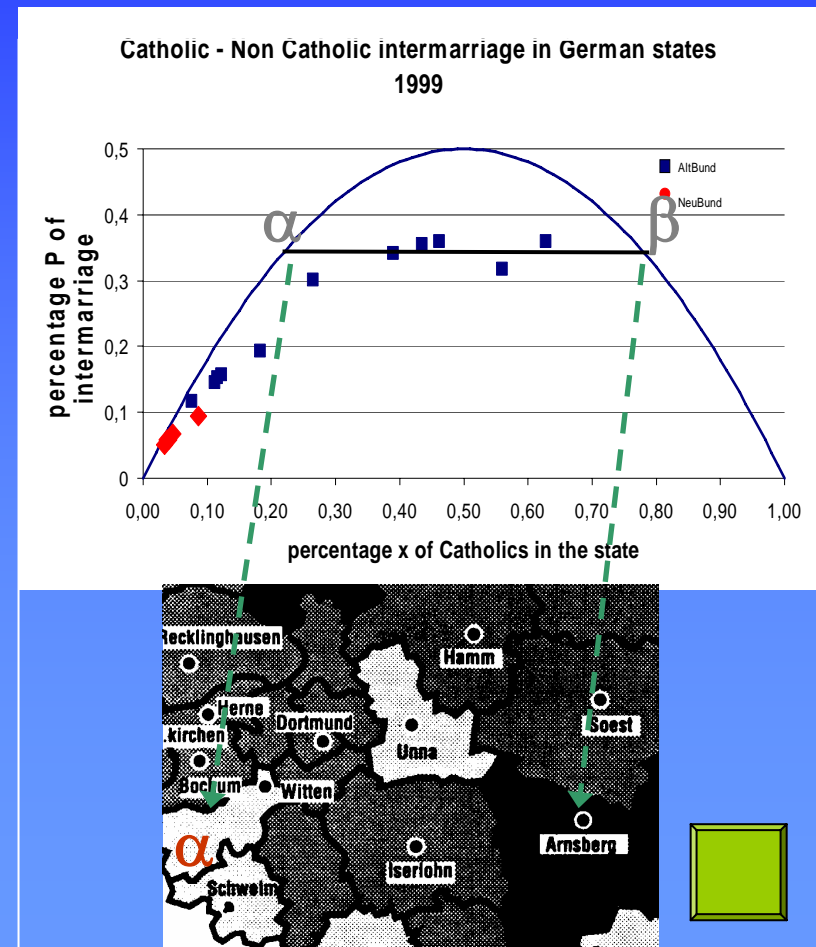 Catholic - Non Catholic intermarriage in German states
1999
percentage P of
intermarriage
0,5
0,4
0,3
0,2
0,1
0
AltBund
NeuBund
α
β
0,00 0,10 0,20 0,30 0,40 0,50 0,60 0,70 0,80 0,90 1,00
percentage x of Catholics in the state
Recklinghausen
Hamm
Herne
Dortmund
Soest
.kirchen
Unna
Bochum
Witten
Arnsberg
α
Iserlohn
Schwelm